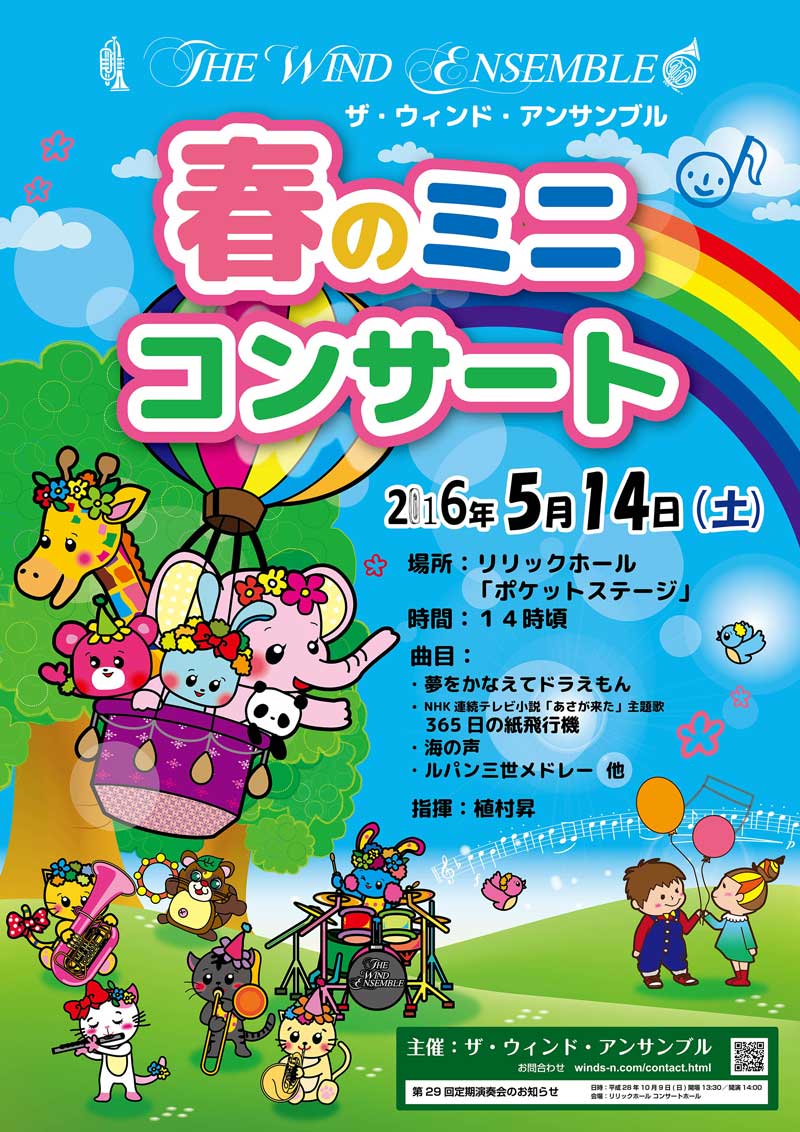 THE WIND ENSEMBLE
ザ・ウィンド・アンサンブル
春のミニ
コンサート
2016年 5月14日(土)
場所：リリックホール
「ポケットステージ」
時間：１４時頃
曲目：
・夢をかなえてドラえもん
・NHK 連続テレビ小説「あさが来た」主題歌
365日の紙飛行機
・海の声
・ルパン三世メドレー 他
指揮：植村昇
THE
WIND
ENSEMBLE
主催：ザ・ウィンド・アンサンブル
お問合わせ winds-n.com/contact.html
第29回定期演奏会のお知らせ
日時：平成28年10月9日(日)開場13:30／開演14:00
会場：リリックホール コンサートホール